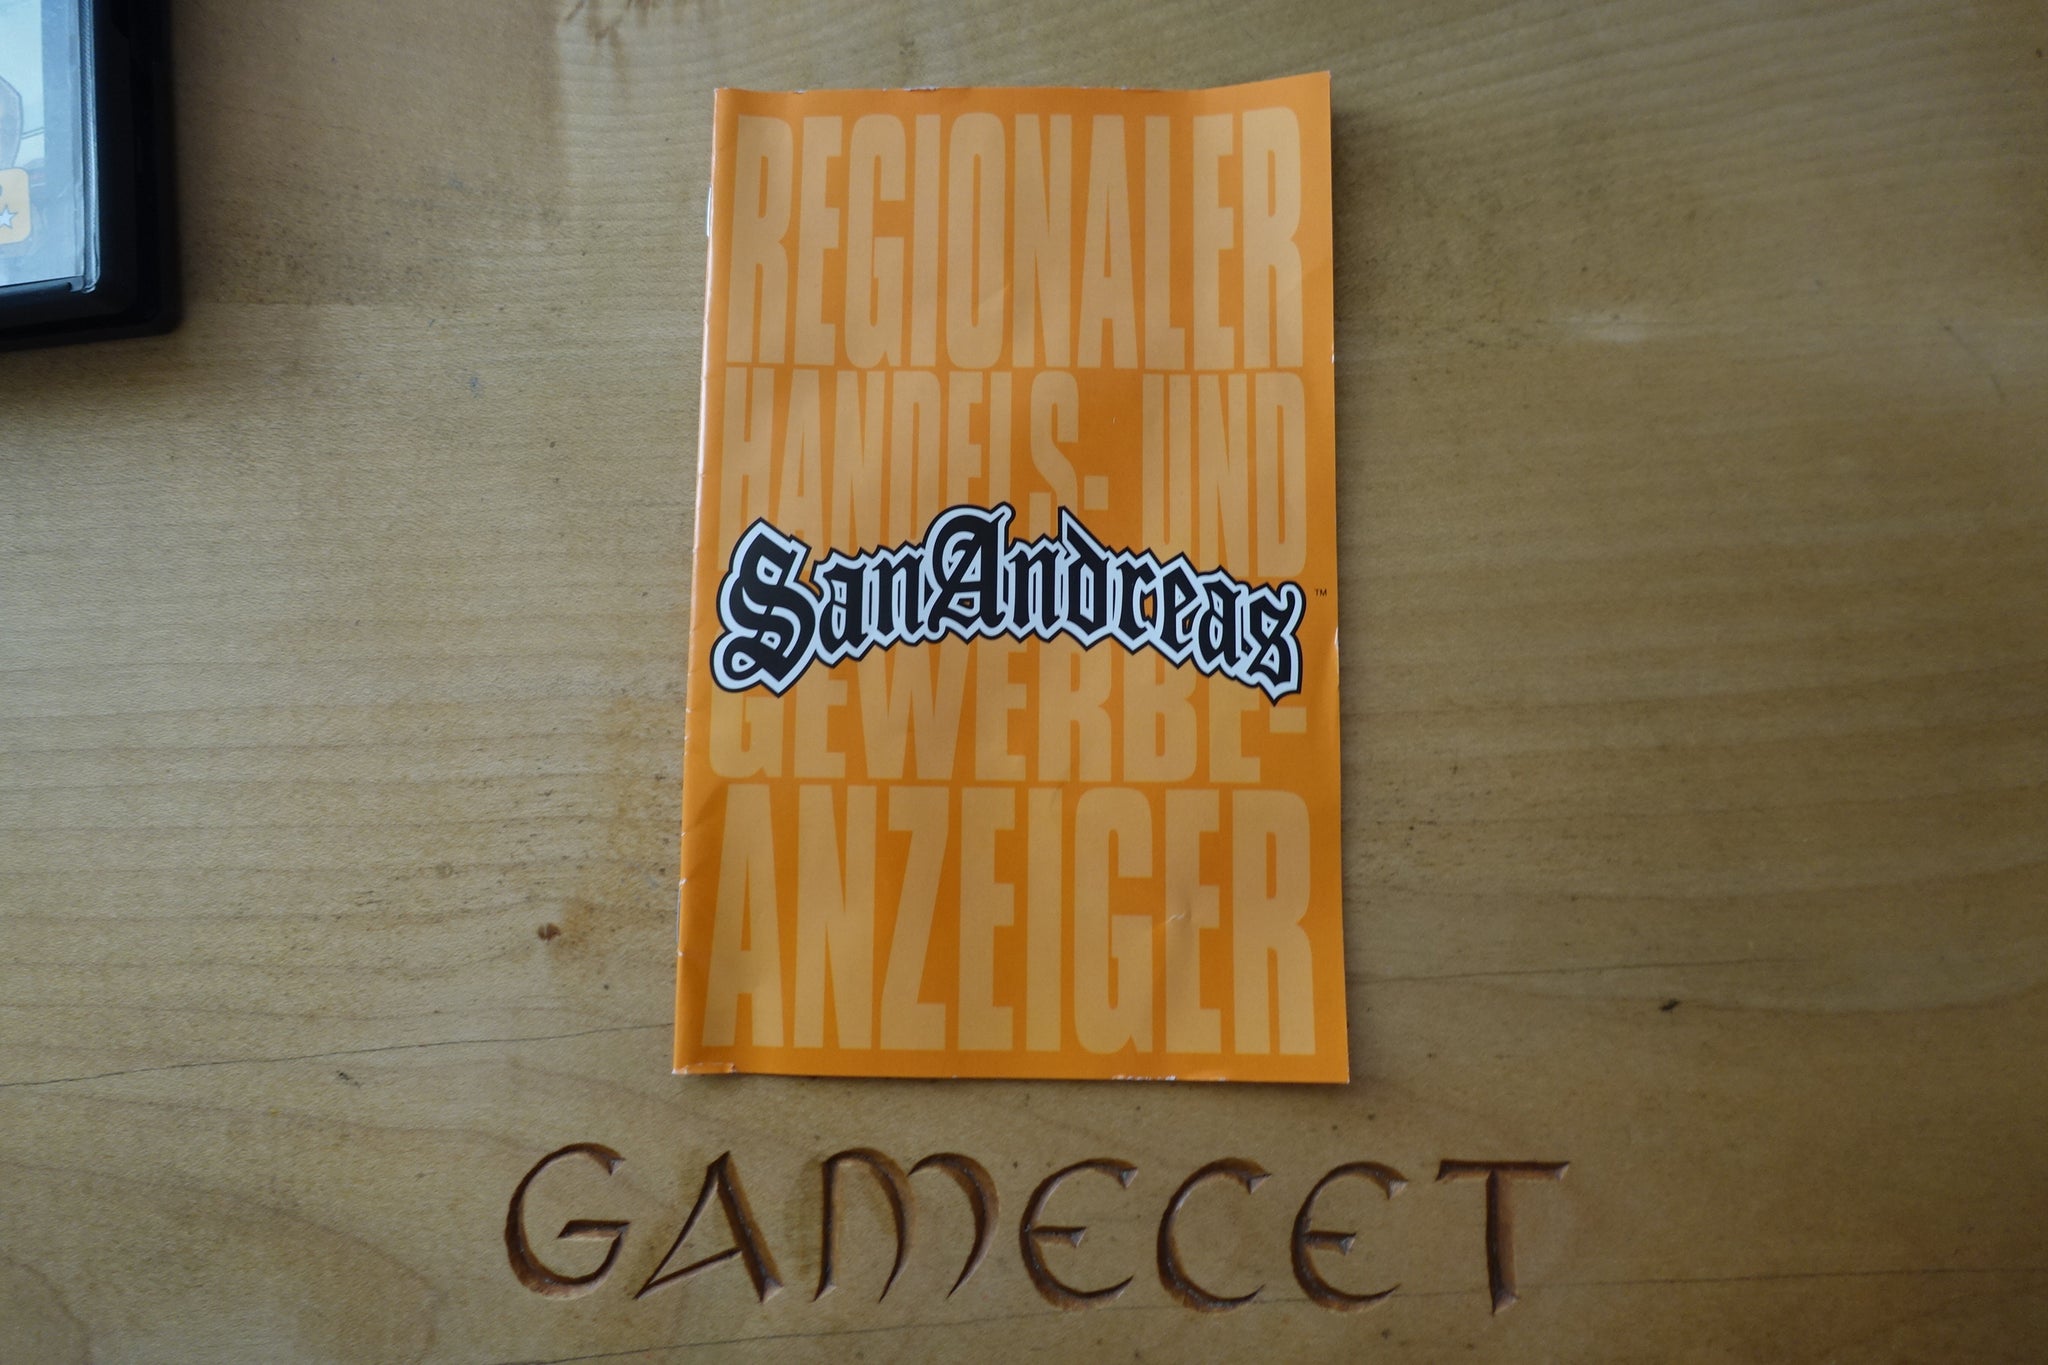 REGIONALER
HANDELS- UND
SanAndreas™
GEWERBE-
ANZEIGER
GAMECET